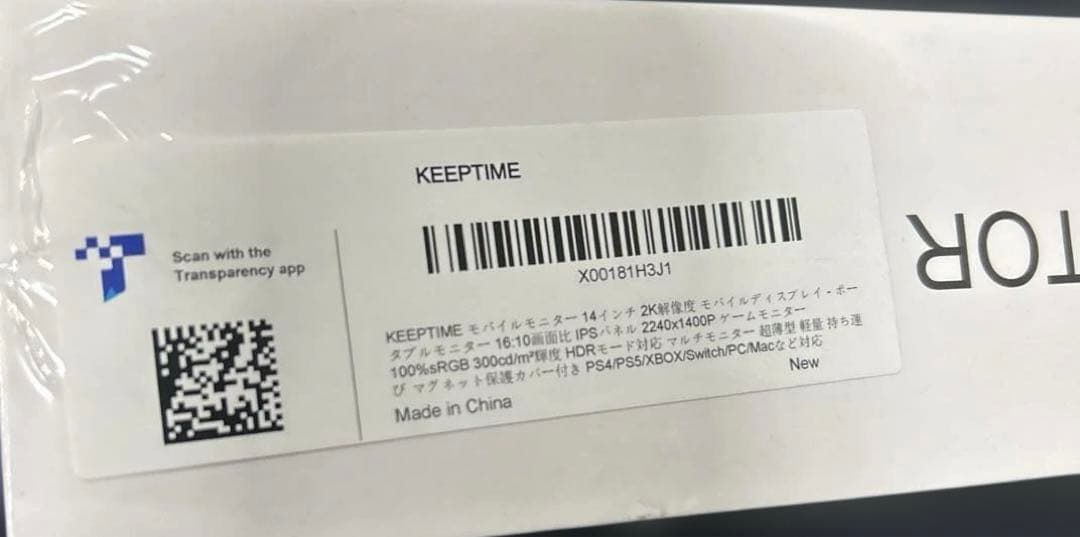 KEEPTIME
Scan with the
Transparency app
X00181H3J1
KEEPTIME モバイルモニター 14インチ 2K解像度 モバイルディスプレイ・ポー
タブルモニター 16:10画面比 IPSパネル 2240x1400P ゲームモニター
100%sRGB 300cd/m²輝度 HDRモード対応 マルチモニター 超薄型 軽量 持ち運
び マグネット保護カバー付き PS4/PS5/XBOX/Switch/PC/Macなど対応
New
Made in China
TOR